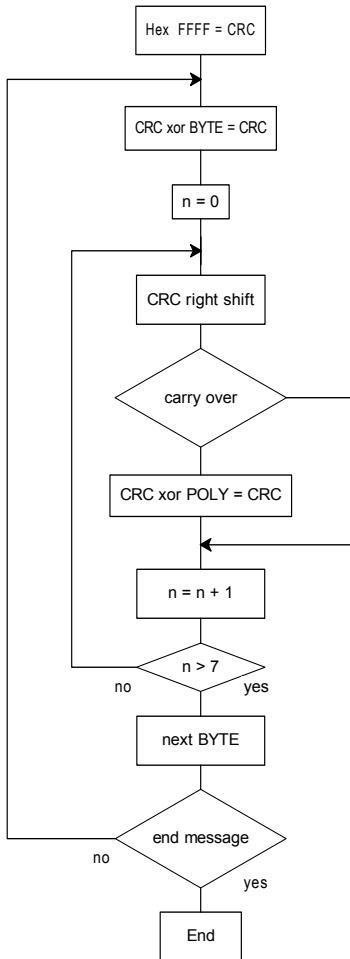 Hex FFFF = CRC
CRC xor BYTE = CRC
n = 0
CRC right shift
carry over
CRC xor POLY = CRC
n = n + 1
n > 7
no yes
next BYTE
end message
no
yes
End